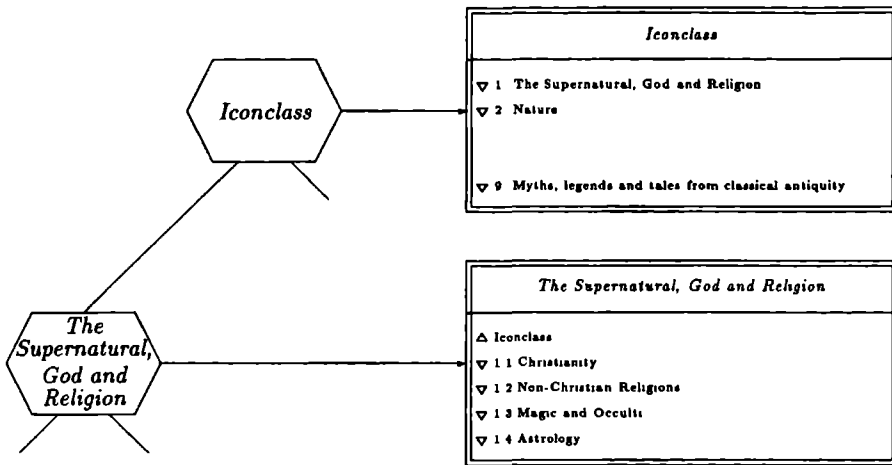 Iconclass
▽ 1 The Supernatural, God and Religion
▽ 2 Nature
▽ 9 Myths, legends and tales from classical antiquity
Iconclass
The Supernatural, God and Religion
△ Iconclass
▽ 1 1 Christianity
▽ 1 2 Non-Christian Religions
▽ 1 3 Magic and Occulti
▽ 1 4 Astrology
The
Supernatural,
God and
Religion